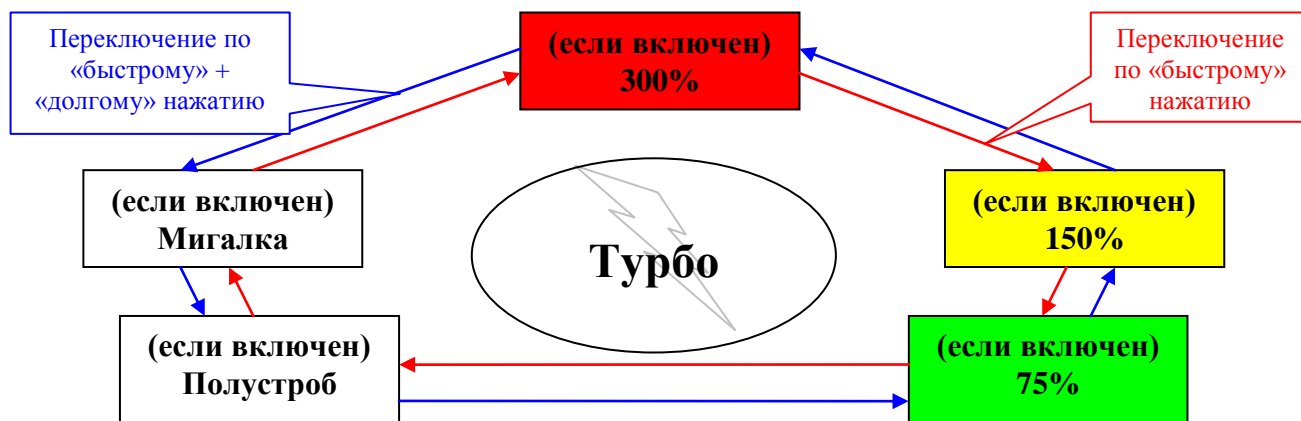 Переключение по
«быстрому» +
«долгому» нажатию
(если включен)
300%
Переключение
по «быстрому»
нажатию
(если включен)
Мигалка
Турбо
(если включен)
150%
(если включен)
Полустроб
(если включен)
75%